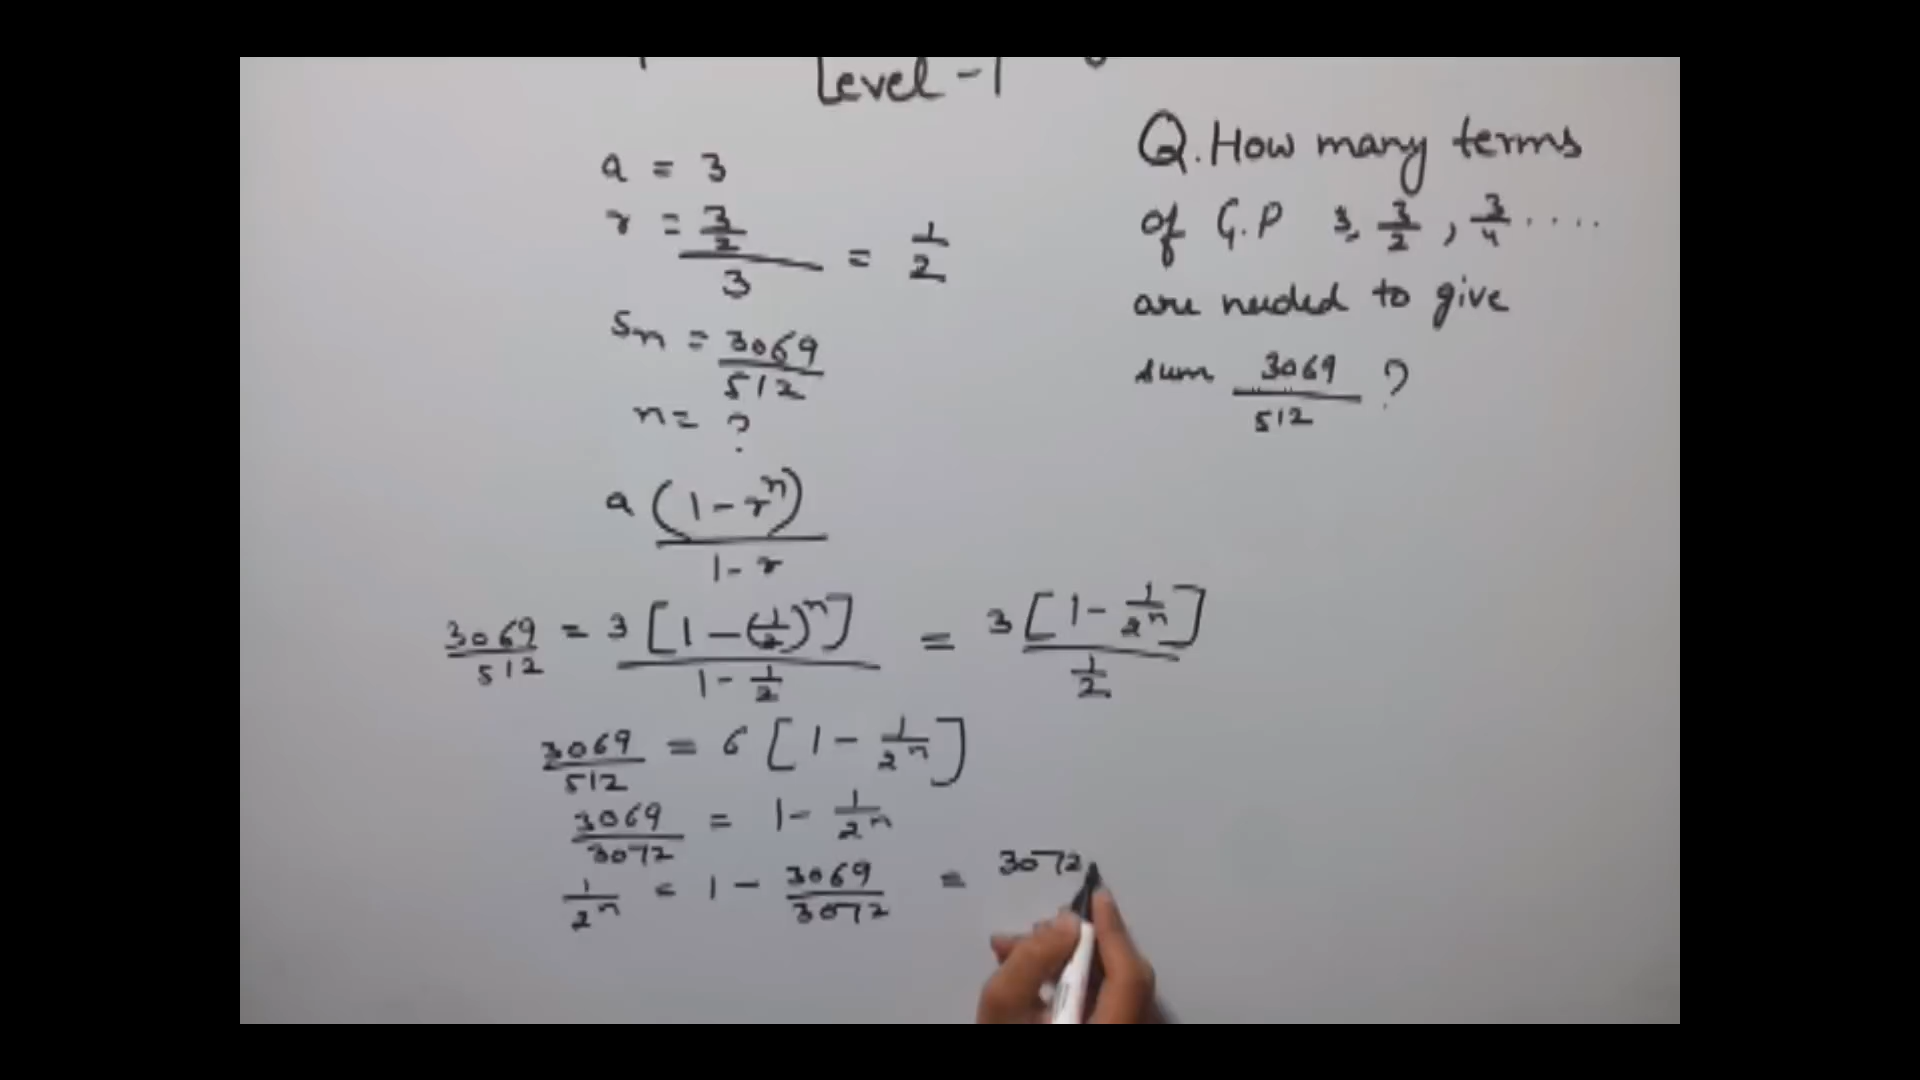 Level-1
a = 3
r = 3/2 / 3 = 1/2
Sn = 3069/512
n = ?
a(1-r^n) / 1-r
3069/512 = 3[1-(1/2)^n] / 1-1/2 = 3[1-1/2^n] / 1/2
3069/512 = 6[1-1/2^n]
3069/3072 = 1-1/2^n
1/2^n = 1-3069/3072 = 3072
Q. How many terms
of G.P 3, 3/2, 3/4 ....
are needed to give
sum 3069/512 ?